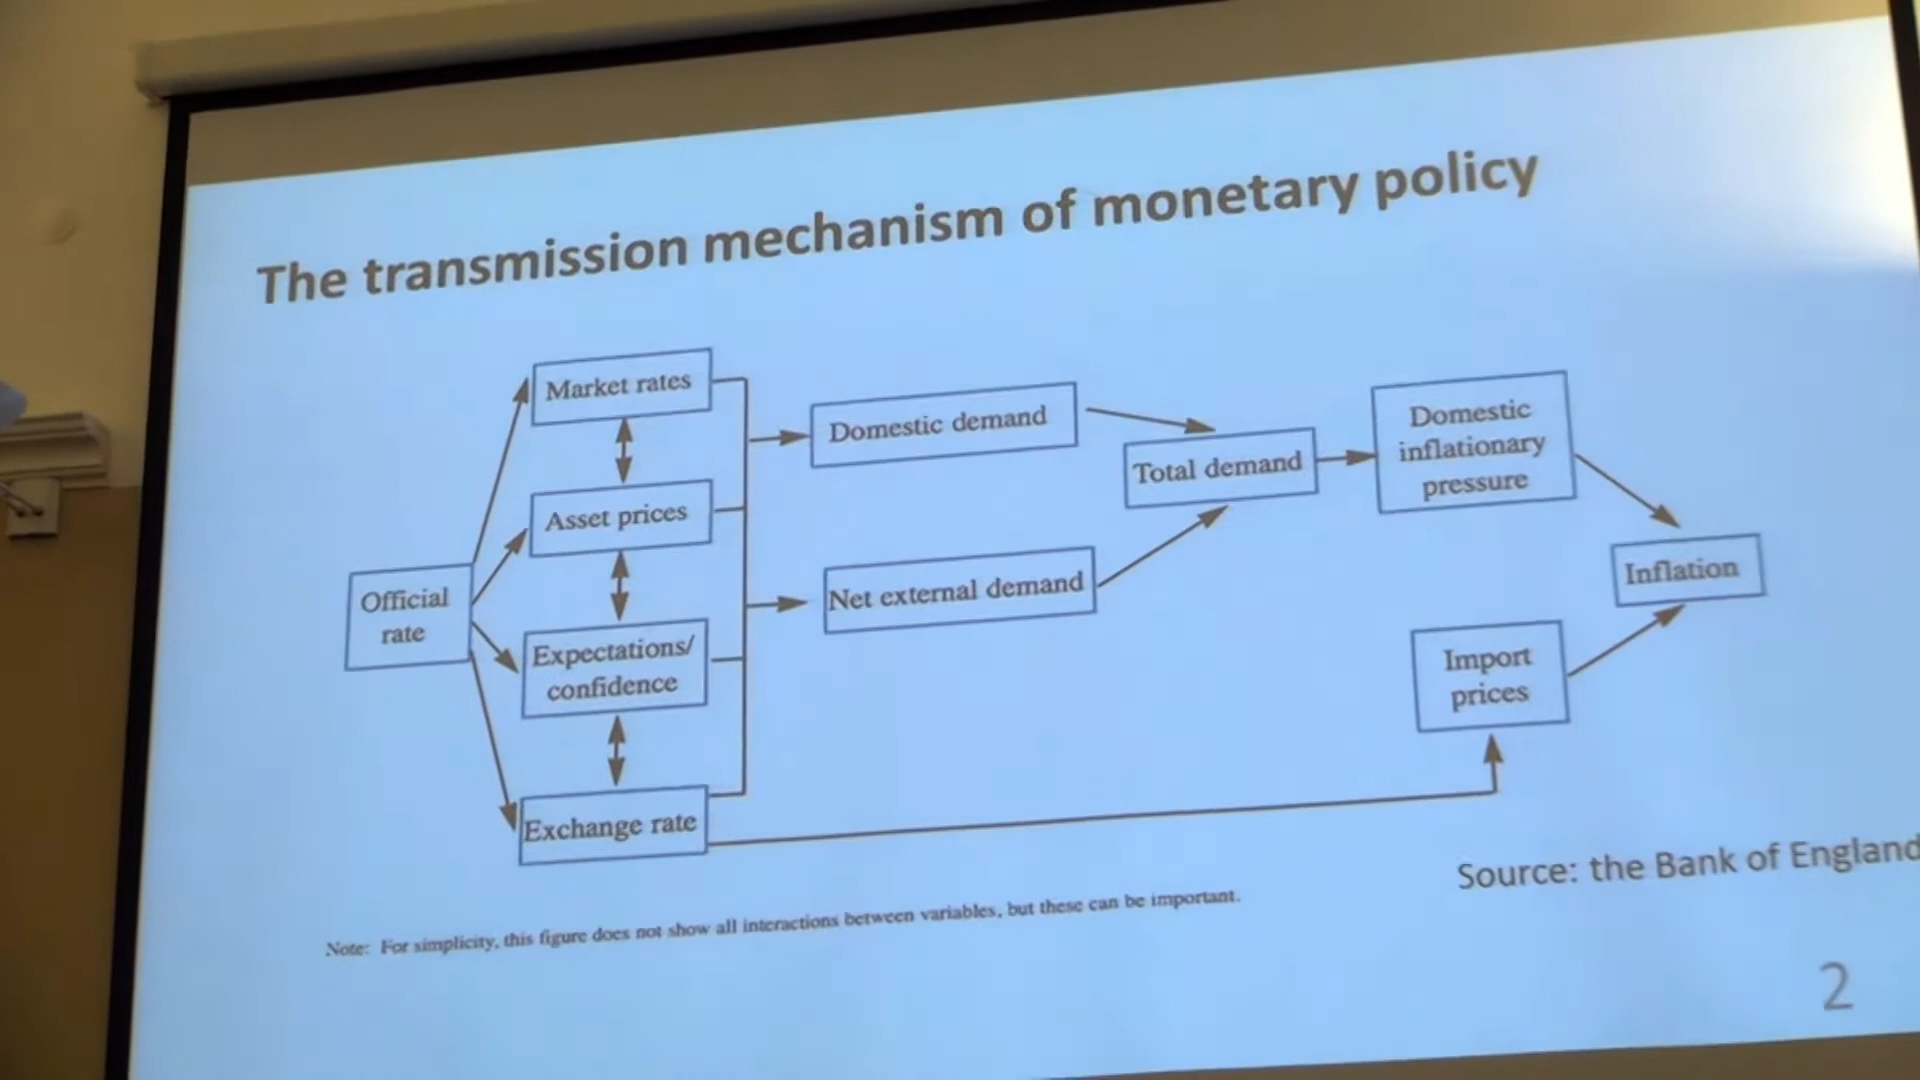 The transmission mechanism of monetary policy
Market rates
Asset prices
Official
rate
Expectations/
confidence
Exchange rate
Domestic demand
Net external demand
Total demand
Domestic
inflationary
pressure
Import
prices
Inflation
Source: the Bank of England
Note: For simplicity, this figure does not show all interactions between variables, but these can be important.
2